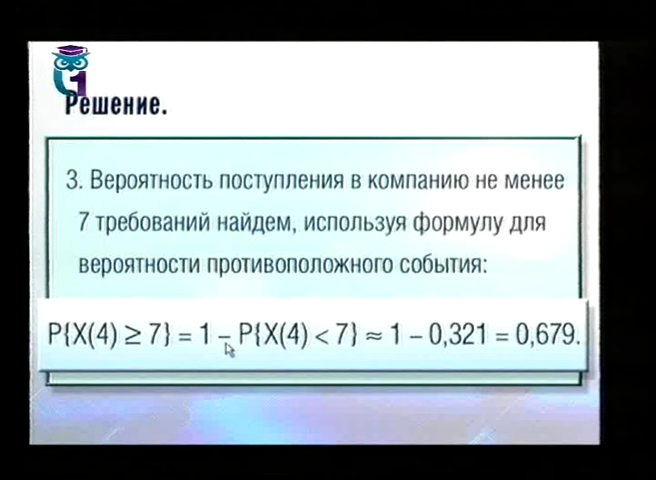 1
Решение.
3. Вероятность поступления в компанию не менее
7 требований найдем, используя формулу для
вероятности противоположного события:
P{X(4) ≥ 7} = 1 – P{X(4) < 7} ≈ 1 – 0,321 = 0,679.